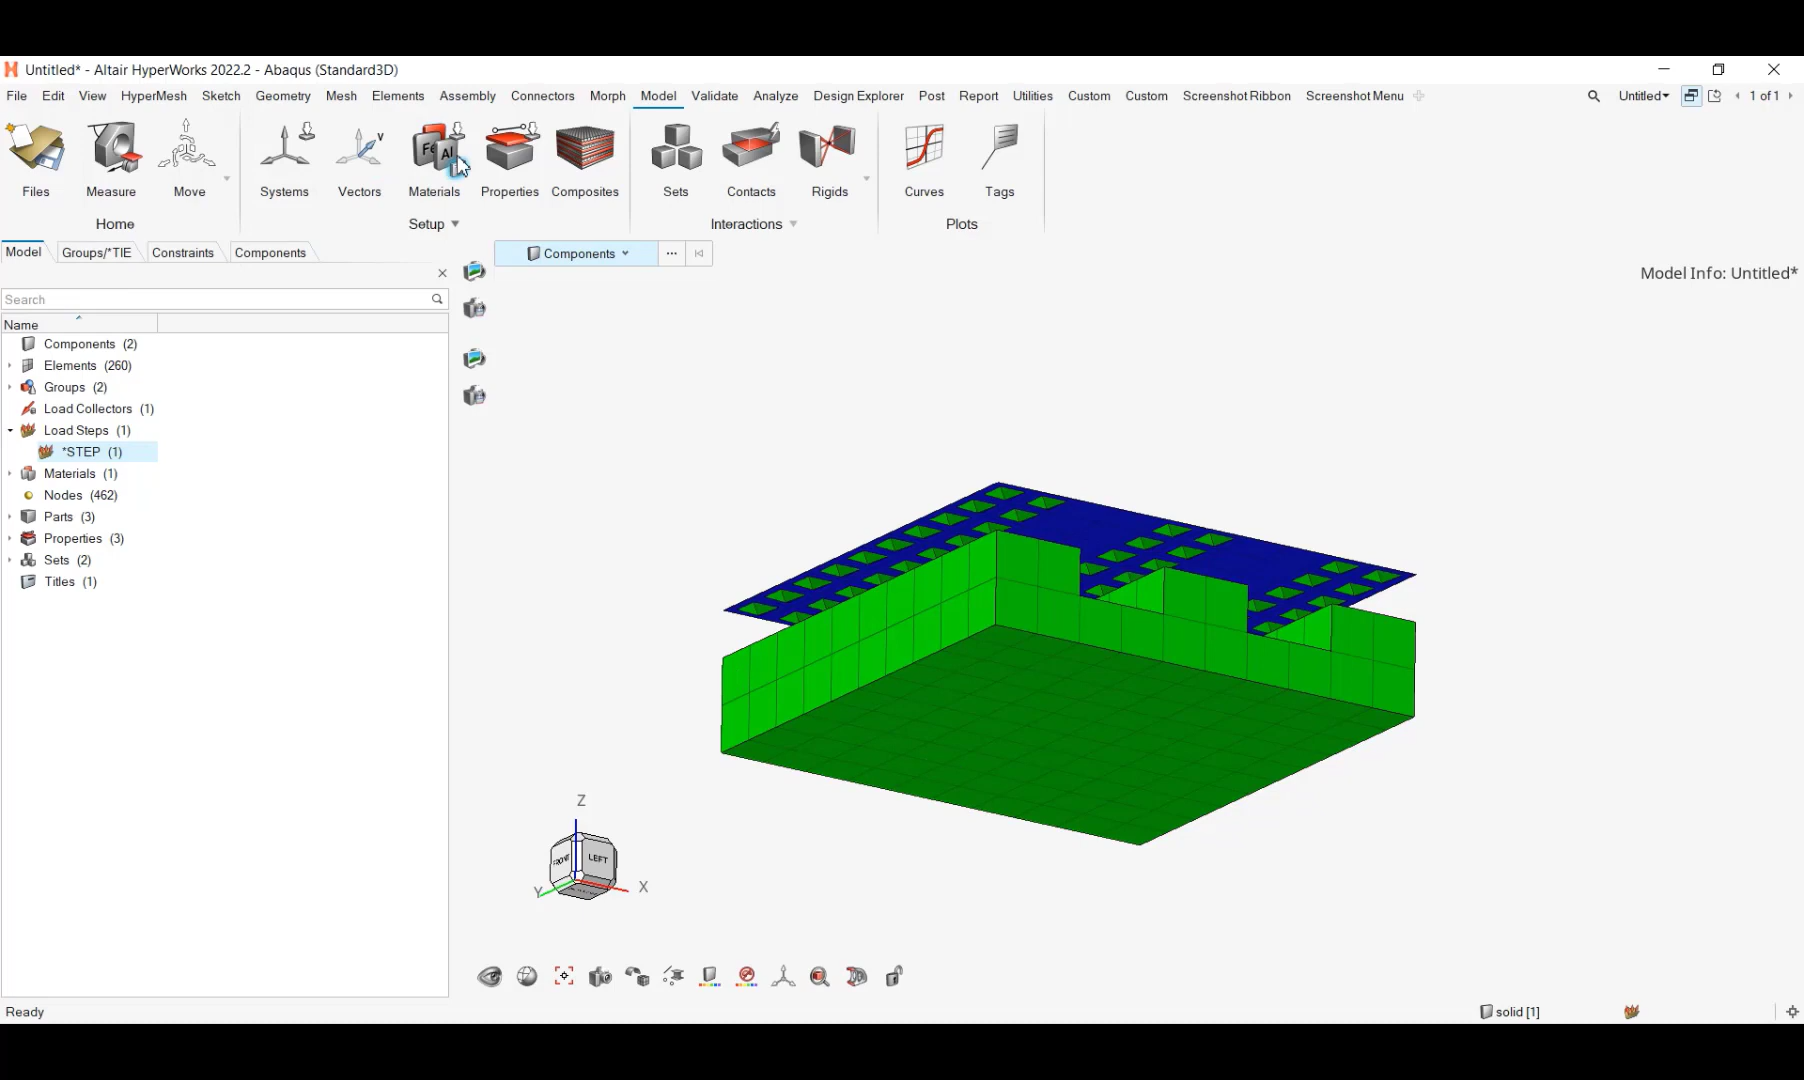 Untitled* - Altair HyperWorks 2022.2 - Abaqus (Standard3D)
File Edit View HyperMesh Sketch Geometry Mesh Elements Assembly Connectors Morph Model Validate Analyze Design Explorer Post Report Utilities Custom Custom Screenshot Ribbon Screenshot Menu Untitled 1 of 1
Fe Al V
Files Measure Move Systems Vectors Materials Properties Composites Sets Contacts Rigids Curves Tags
Home Setup Interactions Plots
Model Groups/*TIE Constraints Components
Components ...
Model Info: Untitled*
Search
Name
Components (2)
Elements (260)
Groups (2)
Load Collectors (1)
Load Steps (1)
*STEP (1)
Materials (1)
Nodes (462)
Parts (3)
Properties (3)
Sets (2)
Titles (1)
Z
FRONT LEFT
Y X
Ready solid [1]